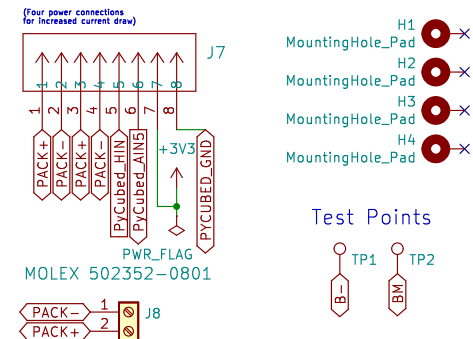 (Four power connections
for increased current draw)
J7
1 2 3 4 5 6 7 8
1 2 3 4 5 6 7 8
PACK+
PACK-
PACK+
PACK-
PyCubed_HIN
PyCubed_AIN5
+3V3
PYCUBED_GND
PWR_FLAG
MOLEX 502352-0801
PACK- 1 J8
PACK+ 2
H1
MountingHole_Pad
H2
MountingHole_Pad
H3
MountingHole_Pad
H4
MountingHole_Pad
Test Points
TP1 TP2
B- BM